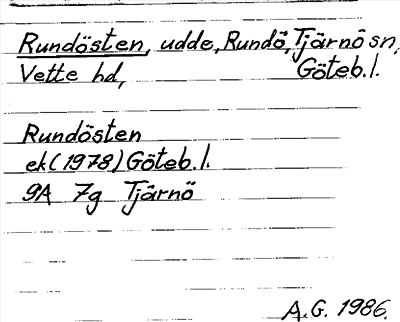 Rundösten, udde, Rundö, Tjärnö sn,
Vette hd, Göteb. l.
Rundösten
ek (1978) Göteb. l.
9A 7g Tjärnö
A.G. 1986.